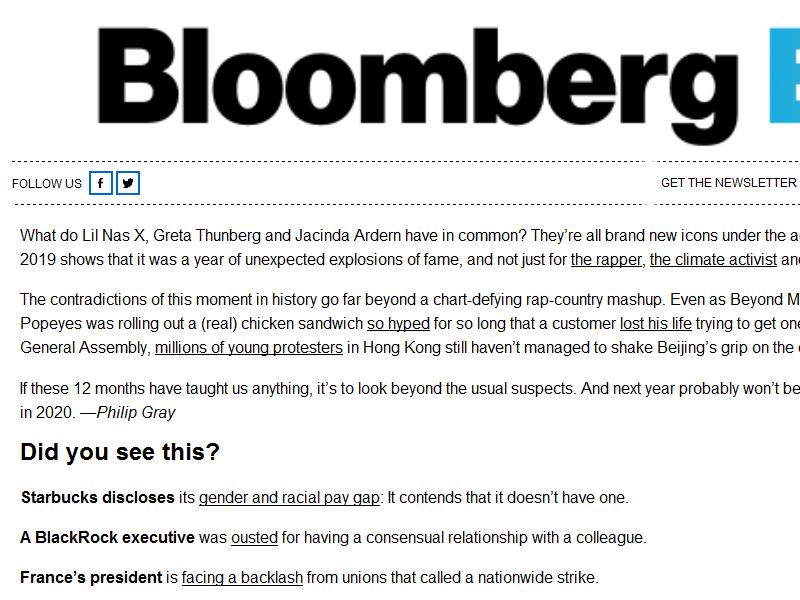 Bloomberg
FOLLOW US
GET THE NEWSLETTER
What do Lil Nas X, Greta Thunberg and Jacinda Ardern have in common? They’re all brand new icons under the
2019 shows that it was a year of unexpected explosions of fame, and not just for the rapper, the climate activist and
The contradictions of this moment in history go far beyond a chart-defying rap-country mashup. Even as Beyond M
Popeyes was rolling out a (real) chicken sandwich so hyped for so long that a customer lost his life trying to get one
General Assembly, millions of young protesters in Hong Kong still haven’t managed to shake Beijing’s grip on the
If these 12 months have taught us anything, it’s to look beyond the usual suspects. And next year probably won’t be
in 2020. —Philip Gray
Did you see this?
Starbucks discloses its gender and racial pay gap: It contends that it doesn’t have one.
A BlackRock executive was ousted for having a consensual relationship with a colleague.
France’s president is facing a backlash from unions that called a nationwide strike.